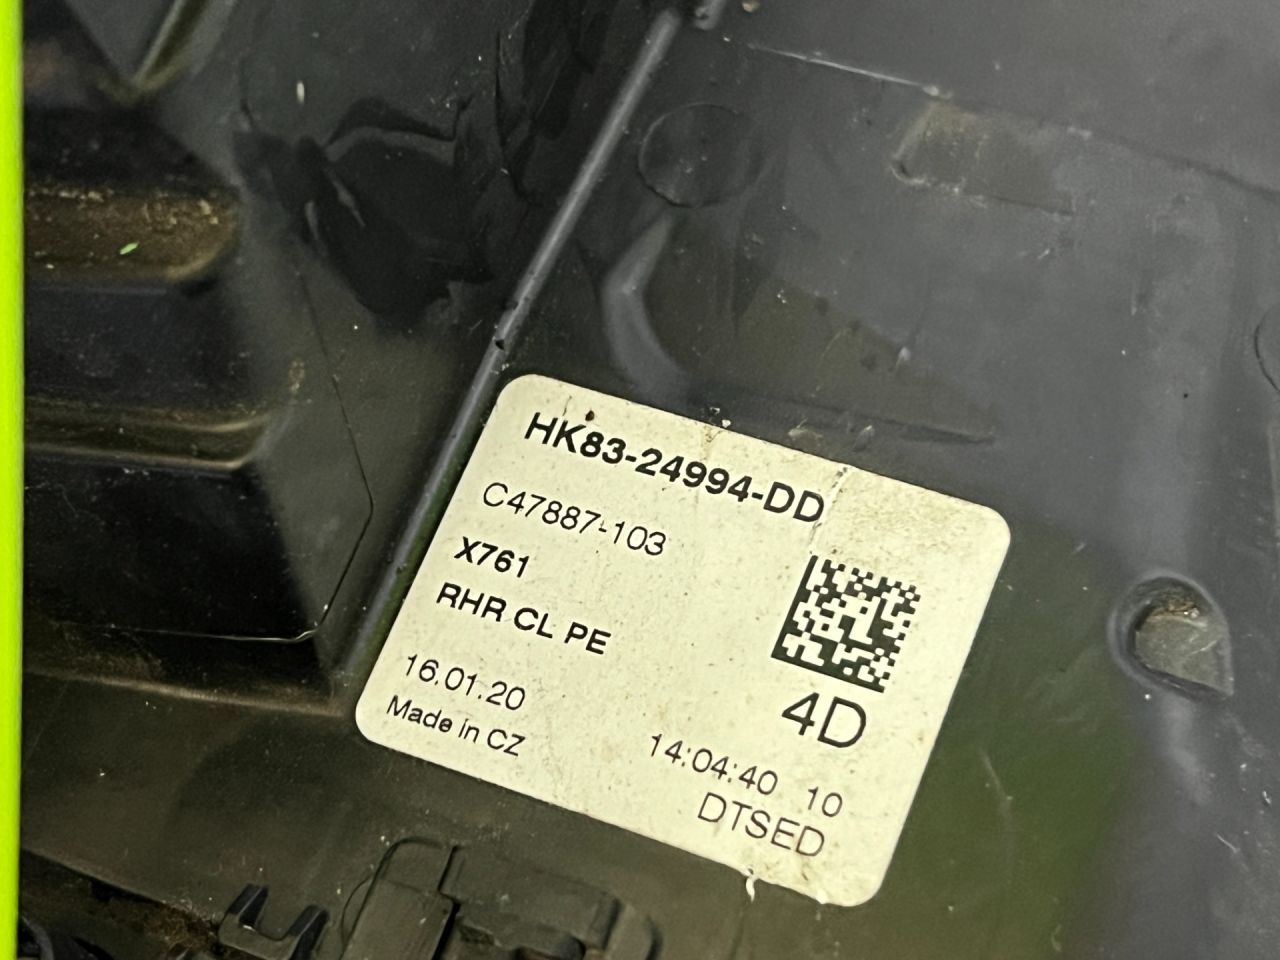 HK83-24994-DD
C47887-103
X761
RHR CL PE
4D
16.01.20
14:04:40 10
Made in CZ
DTSED